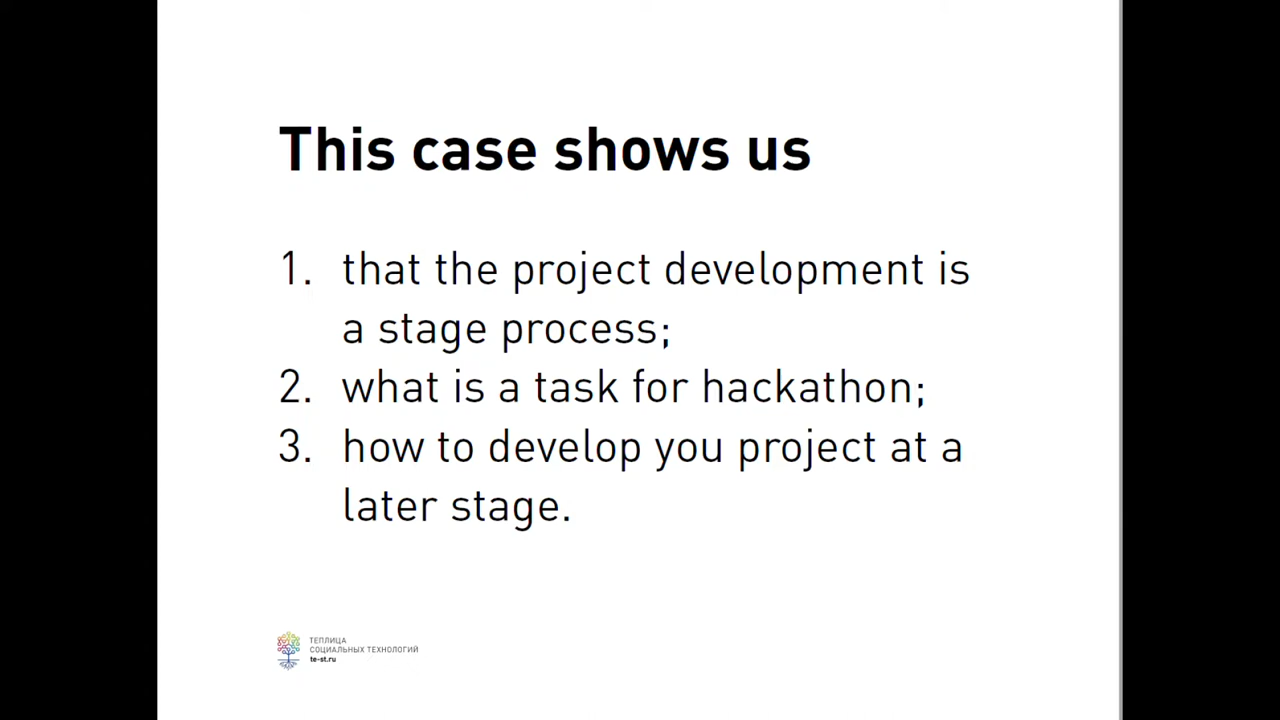 This case shows us
1. that the project development is
a stage process;
2. what is a task for hackathon;
3. how to develop you project at a
later stage.
ТЕПЛИЦА
СОЦИАЛЬНЫХ ТЕХНОЛОГИЙ
te-st.ru